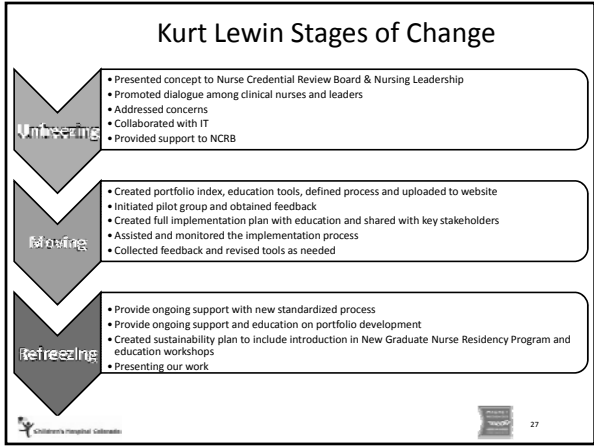 Kurt Lewin Stages of Change
Unfreezing
• Presented concept to Nurse Credential Review Board & Nursing Leadership
• Promoted dialogue among clinical nurses and leaders
• Addressed concerns
• Collaborated with IT
• Provided support to NCRB
Moving
• Created portfolio index, education tools, defined process and uploaded to website
• Initiated pilot group and obtained feedback
• Created full implementation plan with education and shared with key stakeholders
• Assisted and monitored the implementation process
• Collected feedback and revised tools as needed
Refreezing
• Provide ongoing support with new standardized process
• Provide ongoing support and education on portfolio development
• Created sustainability plan to include introduction in New Graduate Nurse Residency Program and
education workshops
• Presenting our work
Children's Hospital Colorado
27